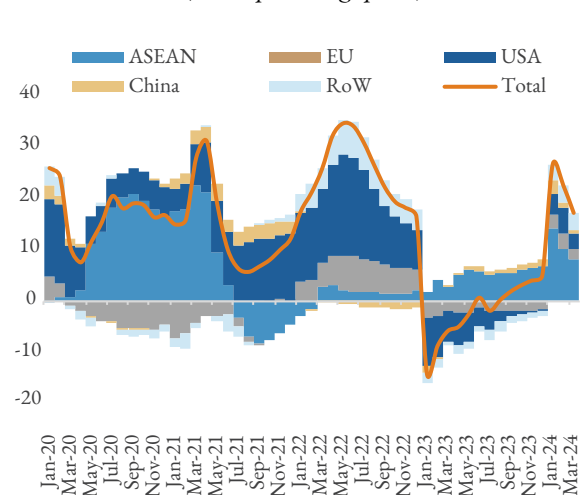 ASEAN EU USA
China RoW Total
40
30
20
10
0
-10
-20
Jan-20 Mar-20 May-20 Jul-20 Sep-20 Nov-20 Jan-21 Mar-21 May-21 Jul-21 Sep-21 Nov-21 Jan-22 Mar-22 May-22 Jul-22 Sep-22 Nov-22 Jan-23 Mar-23 May-23 Jul-23 Sep-23 Nov-23 Jan-24 Mar-24